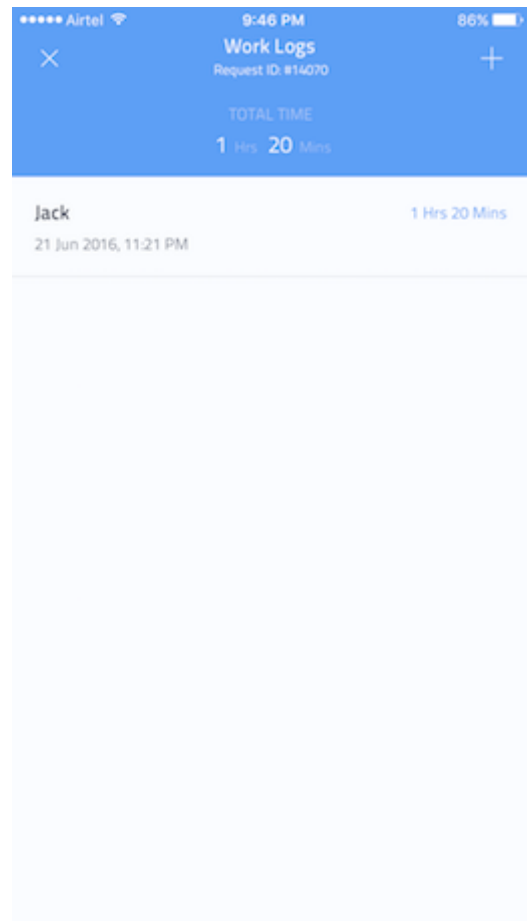 Airtel 9:46 PM 86%
Work Logs
Request ID: #14070
TOTAL TIME
1 Hrs 20 Mins
Jack 1 Hrs 20 Mins
21 Jun 2016, 11:21 PM